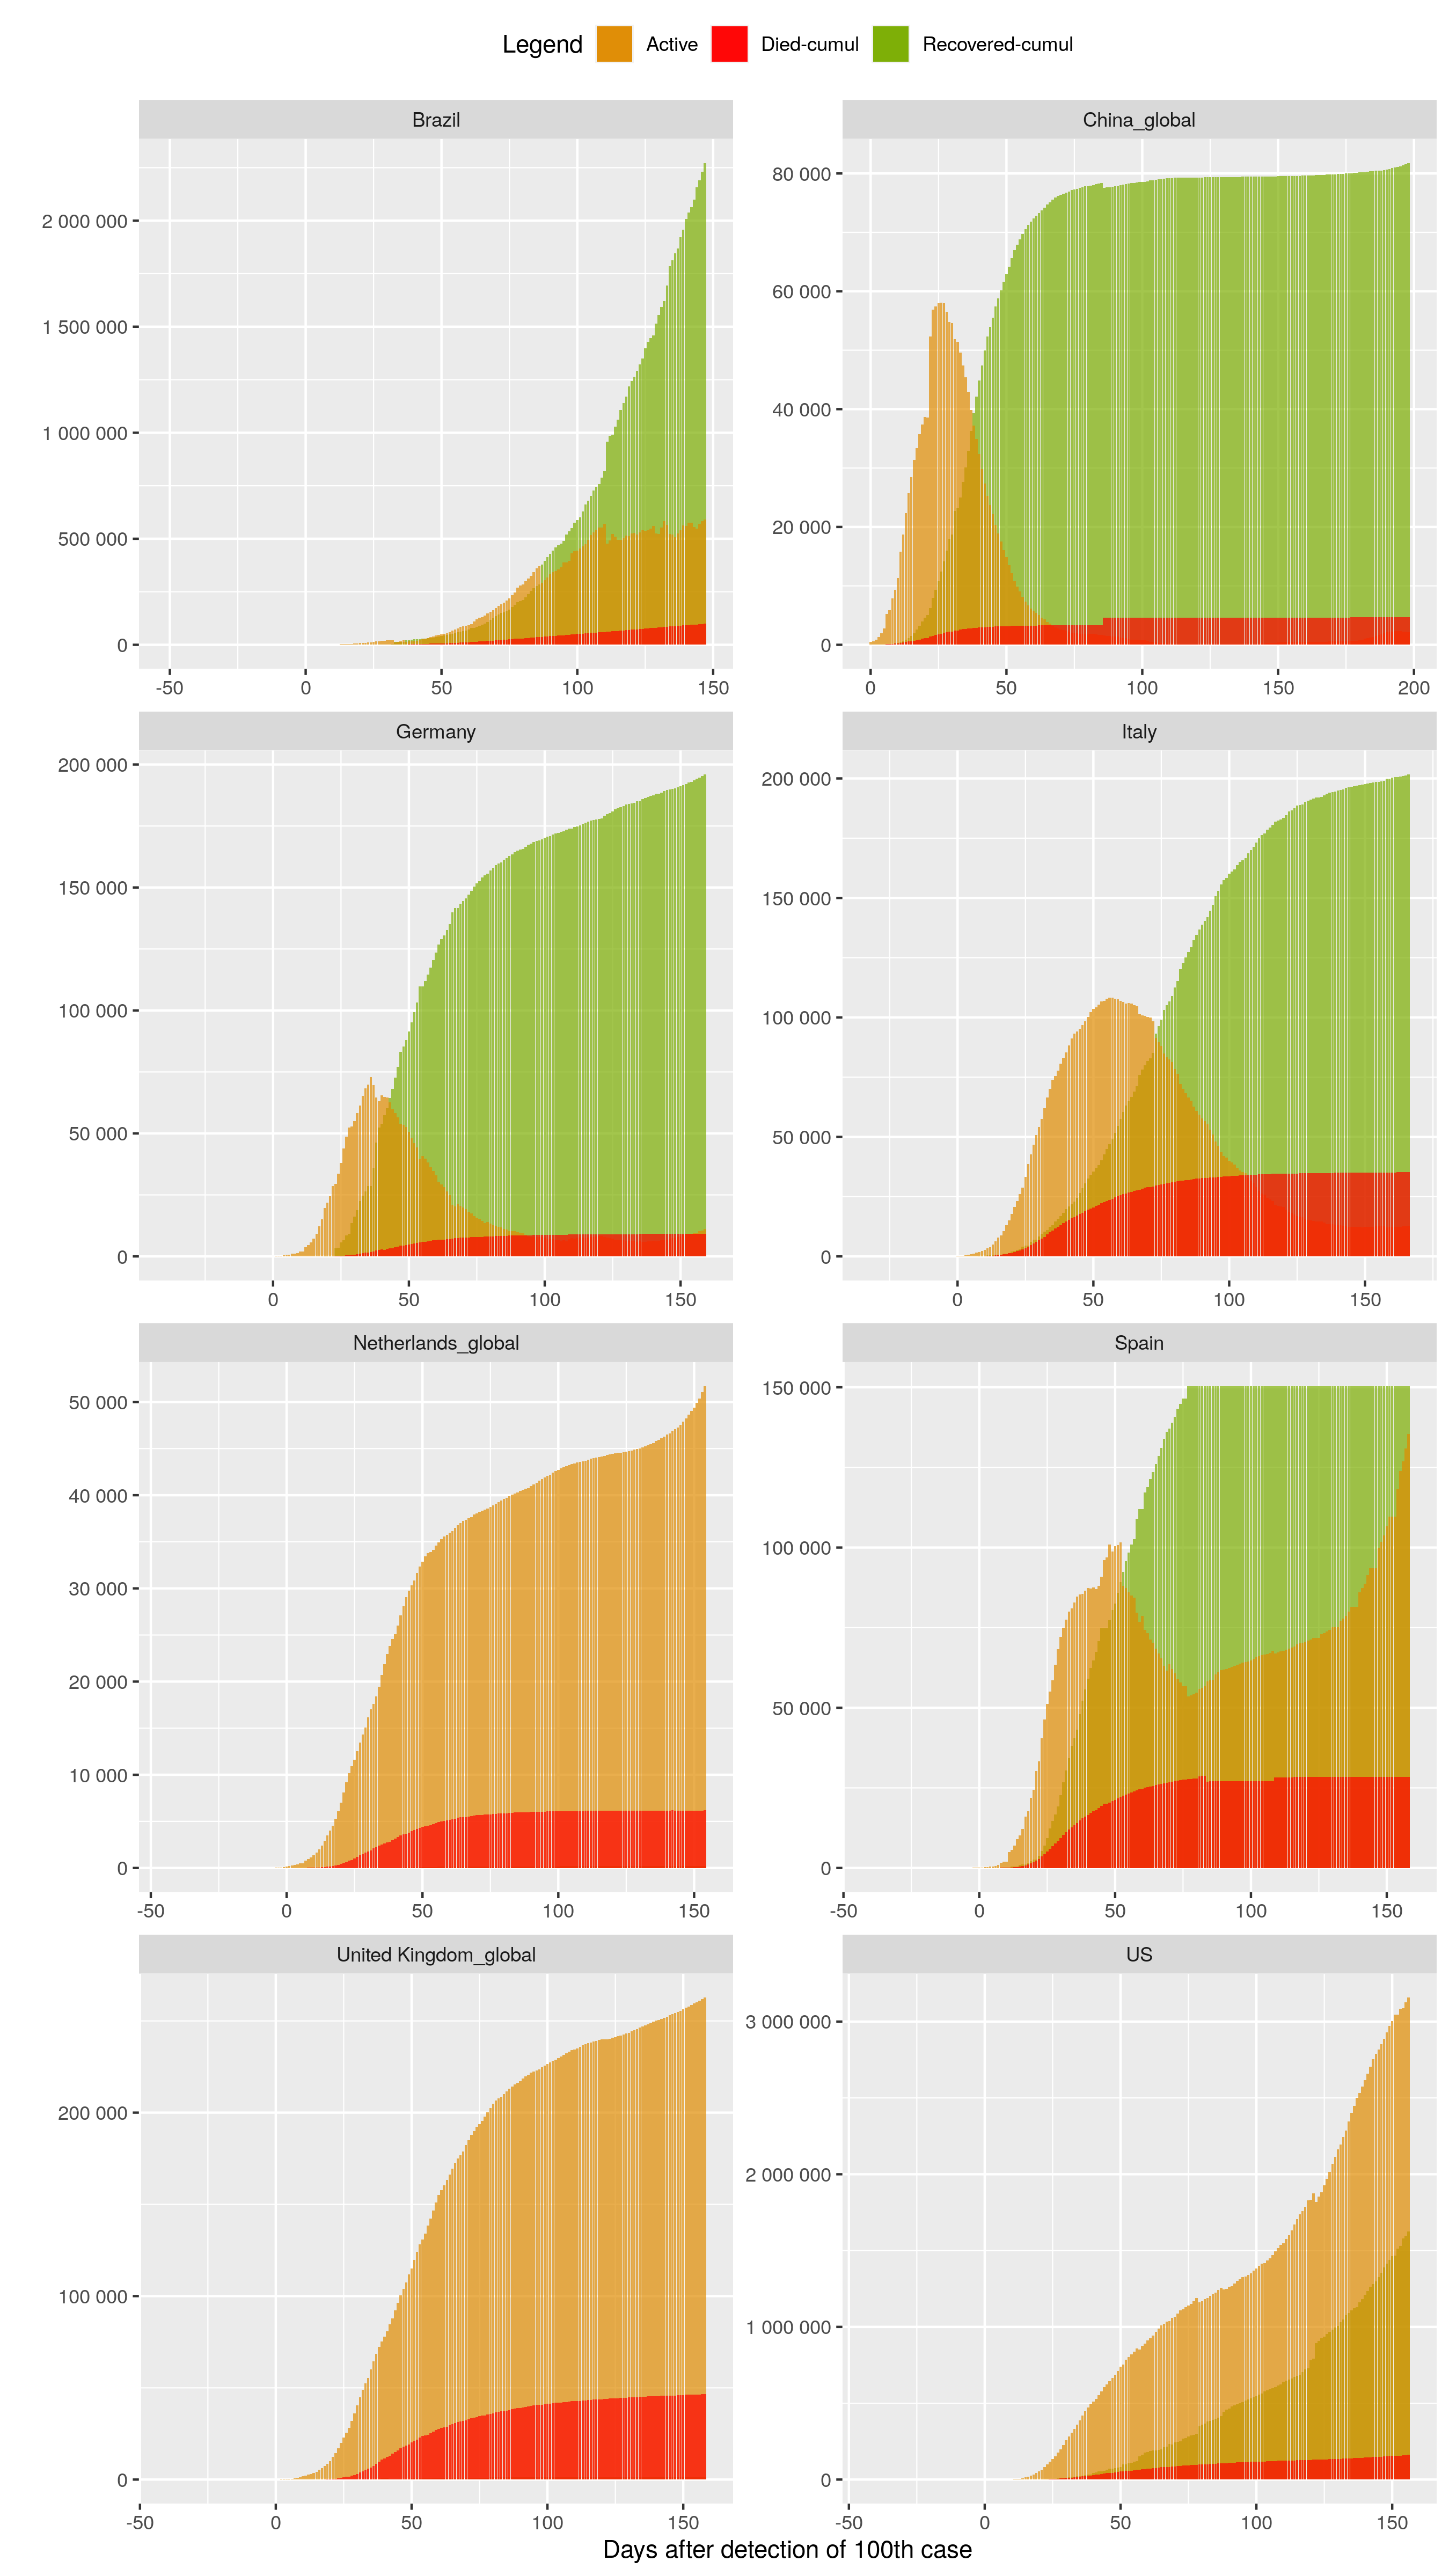 Legend Active Died-cumul Recovered-cumul
Brazil
2 000 000
1 500 000
1 000 000
500 000
0
-50 0 50 100 150
China_global
80 000
60 000
40 000
20 000
0
0 50 100 150 200
Germany
200 000
150 000
100 000
50 000
0
0 50 100 150
Italy
200 000
150 000
100 000
50 000
0
0 50 100 150
Netherlands_global
50 000
40 000
30 000
20 000
10 000
0
-50 0 50 100 150
Spain
150 000
100 000
50 000
0
-50 0 50 100 150
United Kingdom_global
200 000
100 000
0
-50 0 50 100 150
US
3 000 000
2 000 000
1 000 000
0
-50 0 50 100 150
Days after detection of 100th case